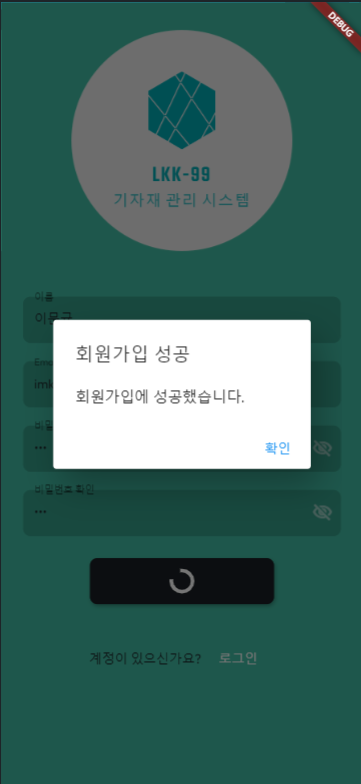 DEBUG
LKK-99
기자재 관리 시스템
이름
회원가입 성공
회원가입에 성공했습니다.
확인
비밀번호 확인
•••
계정이 있으신가요? 로그인